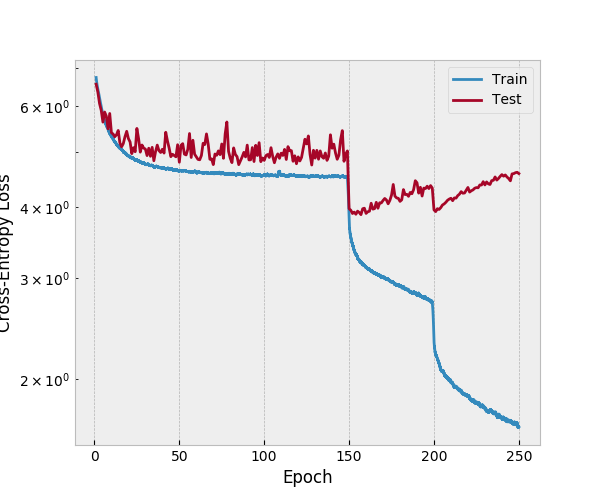 Train
Test
Cross-Entropy Loss
6 × 10⁰
4 × 10⁰
3 × 10⁰
2 × 10⁰
0 50 100 150 200 250
Epoch